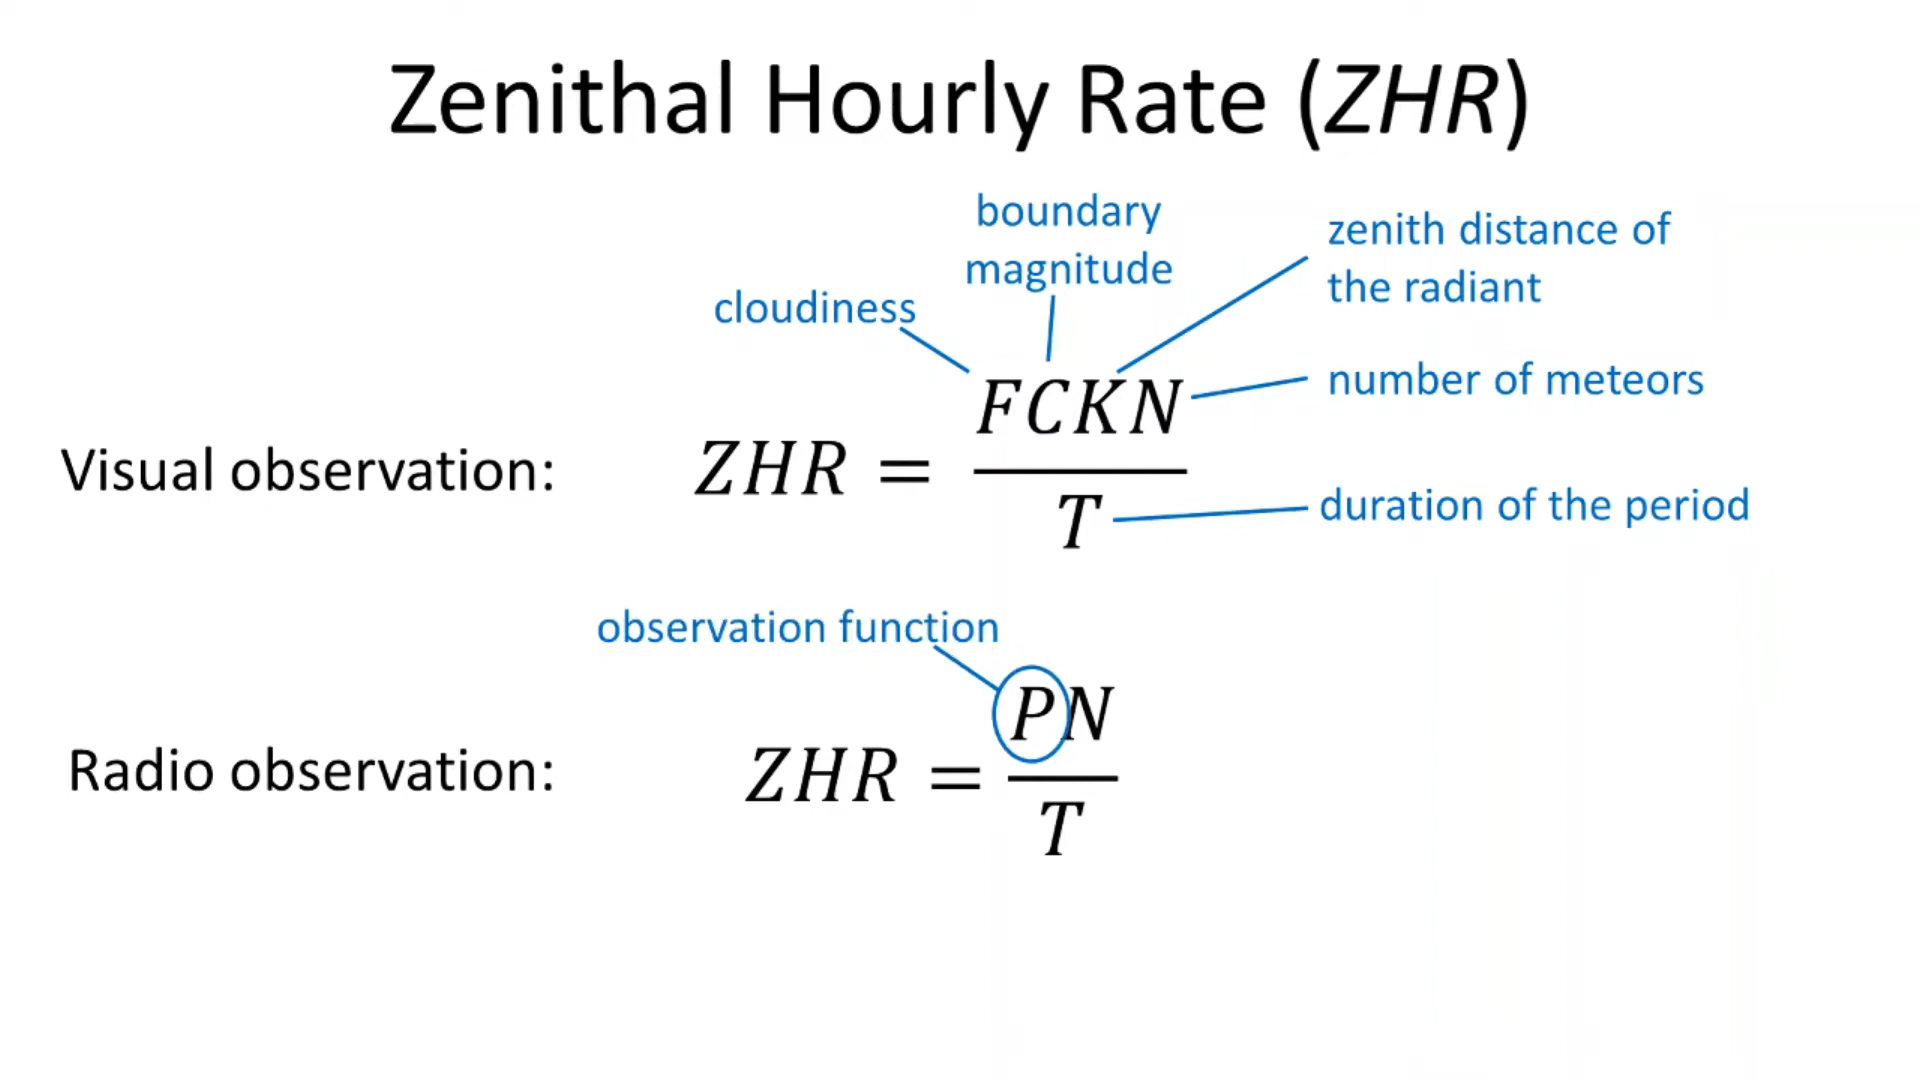 Zenithal Hourly Rate (ZHR)
boundary
magnitude
zenith distance of
the radiant
cloudiness
number of meteors
Visual observation:
ZHR = FCKN / T
duration of the period
observation function
Radio observation:
ZHR = PN / T